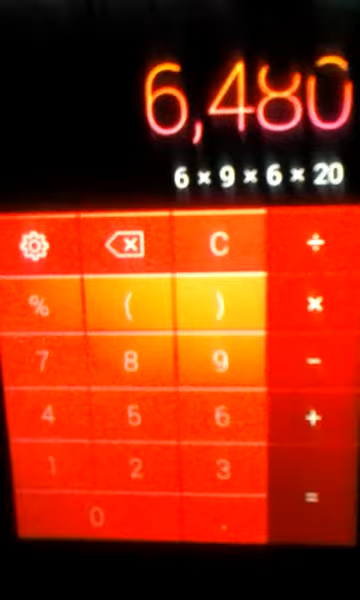 6,480
6 × 9 × 6 × 20
C ÷
% ( ) ×
7 8 9 −
4 5 6 +
1 2 3
0 . =